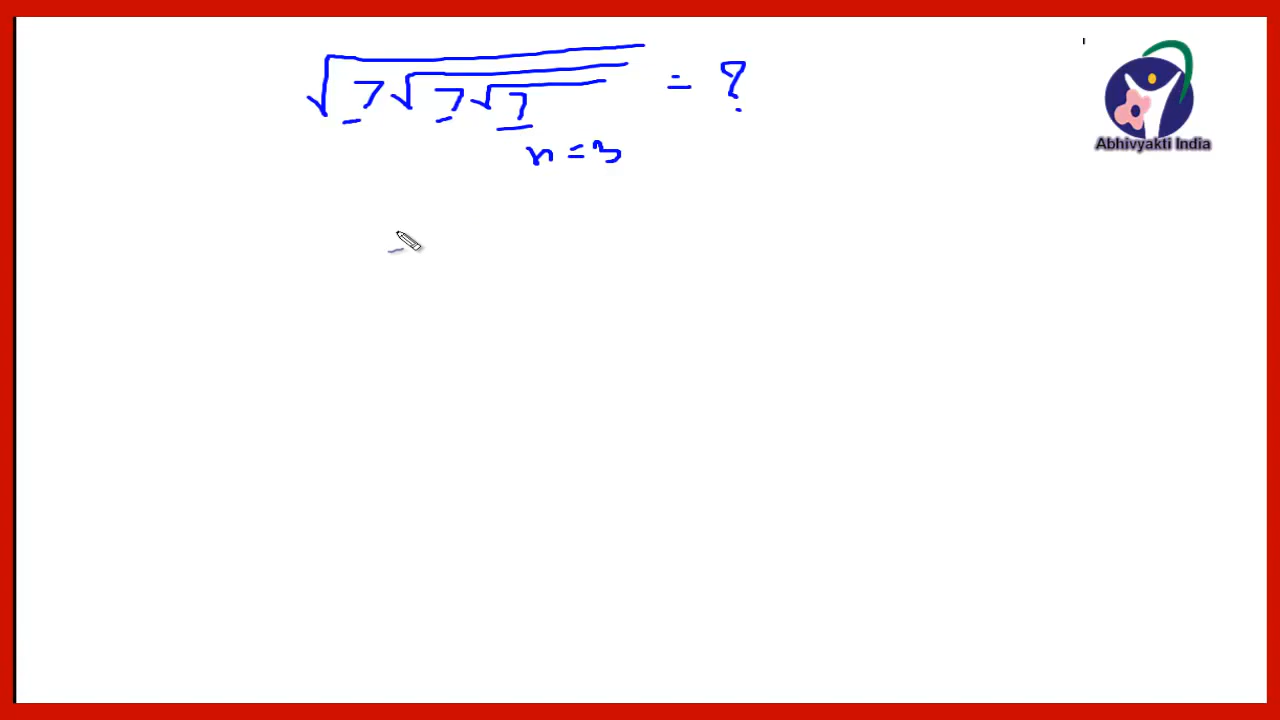 √7√7√7 = ?
n = 3
Abhivyakti India